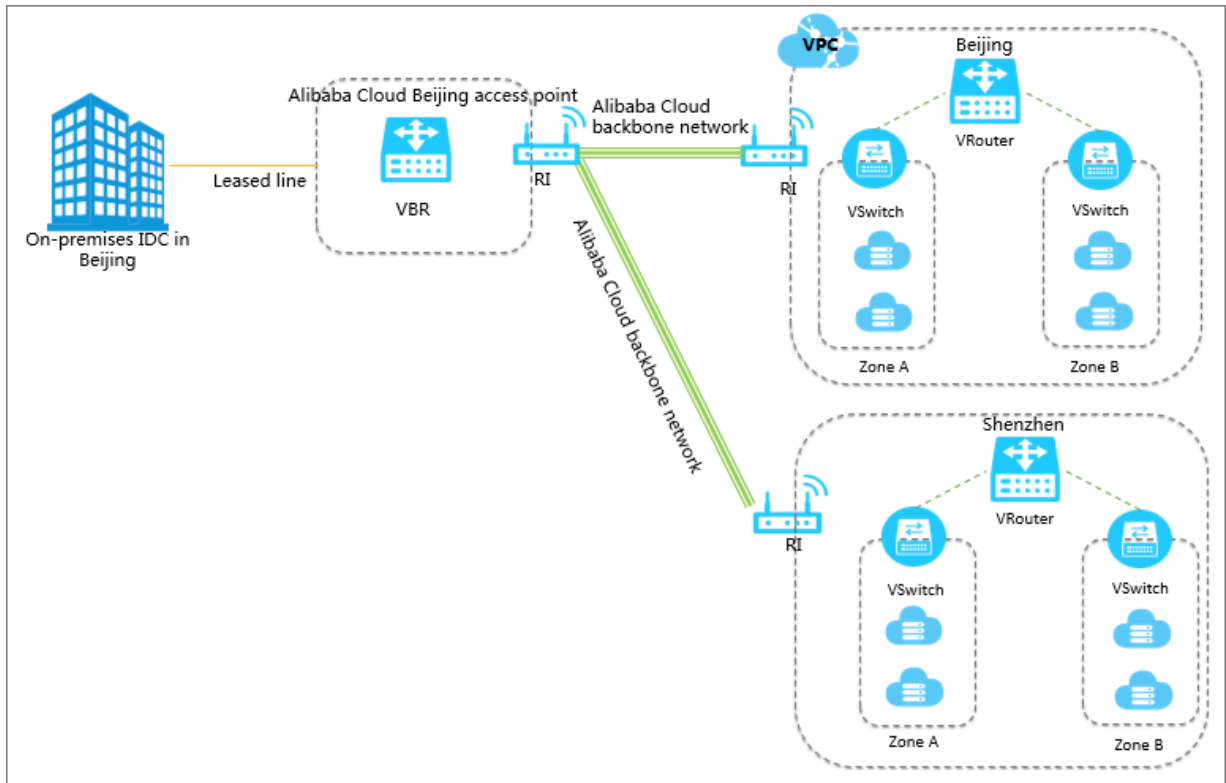 VPC
Beijing
Alibaba Cloud Beijing access point
Alibaba Cloud
backbone network
VRouter
Leased line
VBR
RI
RI
VSwitch
VSwitch
On-premises IDC in
Beijing
Alibaba Cloud backbone network
Zone A
Zone B
Shenzhen
VRouter
RI
VSwitch
VSwitch
Zone A
Zone B